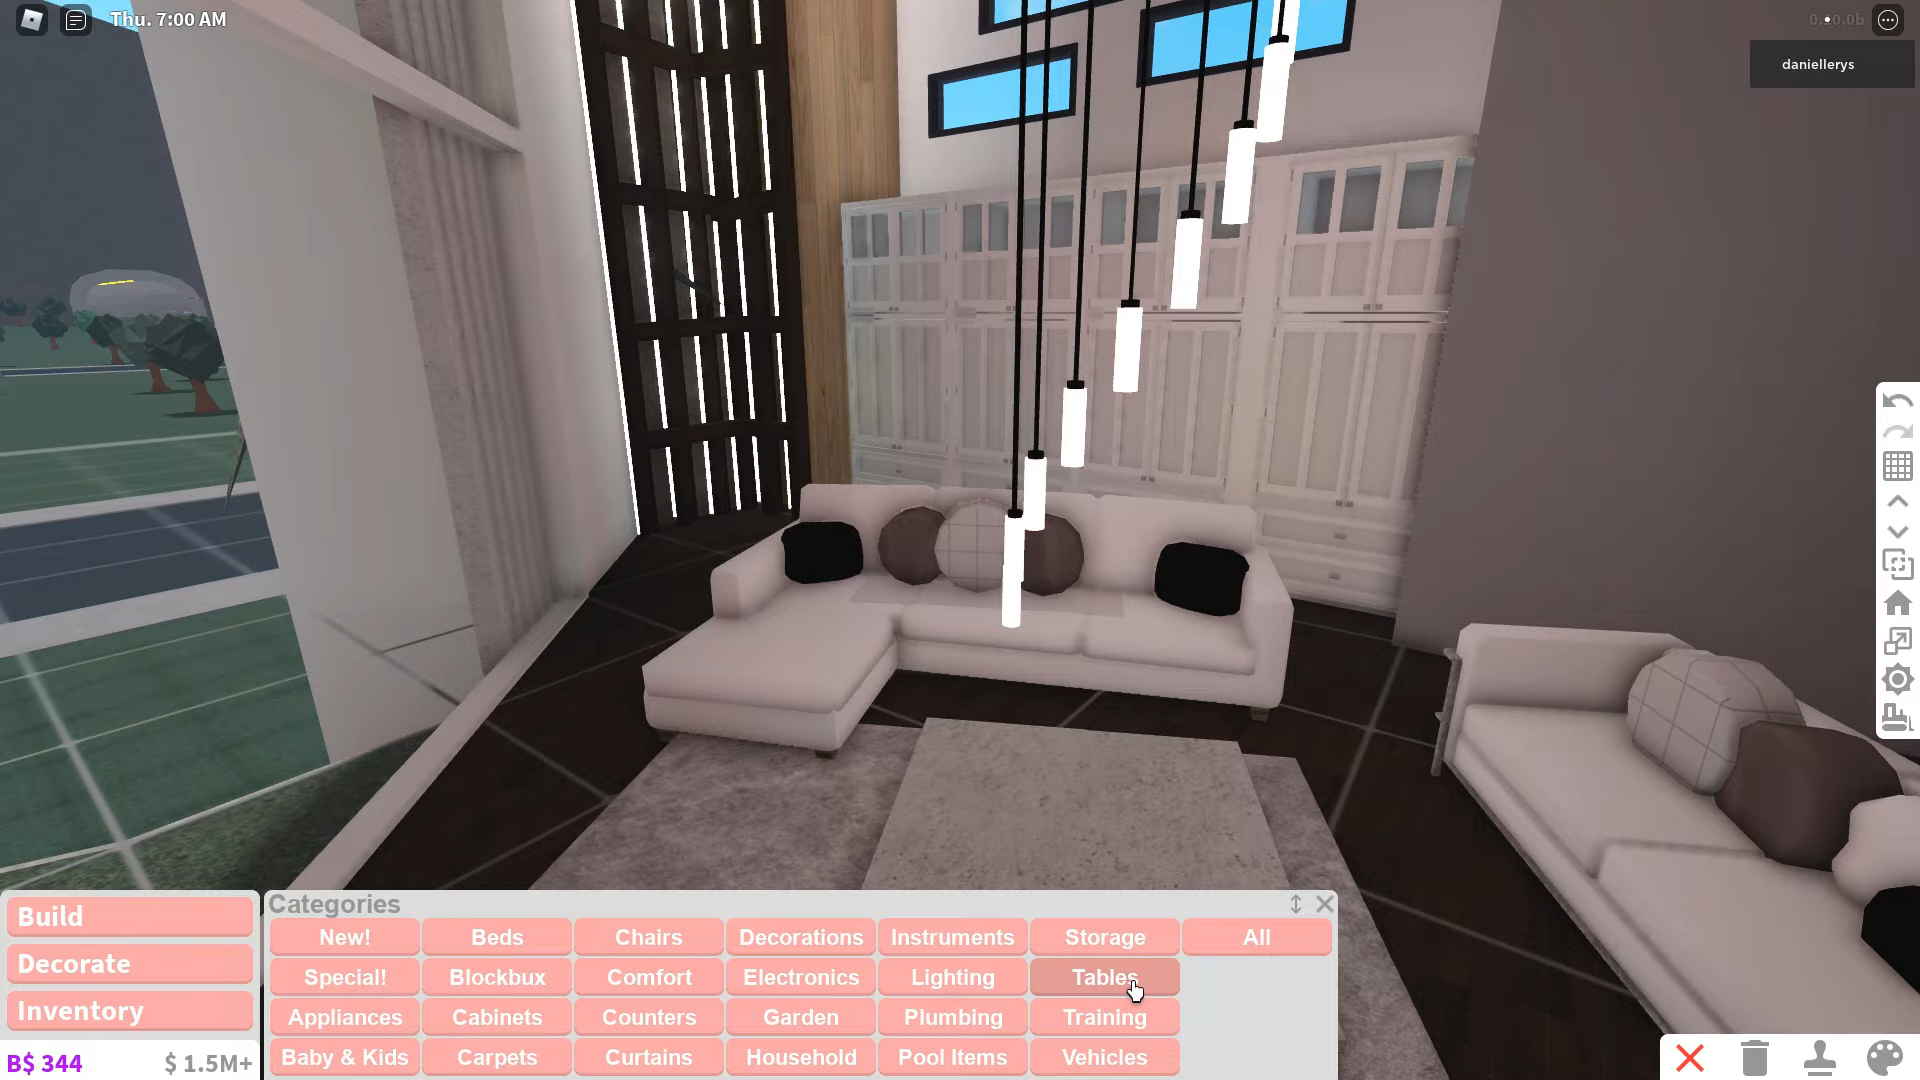 Thu. 7:00 AM
daniellerys
Categories
Build
Decorate
Inventory
New! Beds Chairs Decorations Instruments Storage All
Special! Blockbux Comfort Electronics Lighting Tables
Appliances Cabinets Counters Garden Plumbing Training
Baby & Kids Carpets Curtains Household Pool Items Vehicles
B$ 344 $ 1.5M+